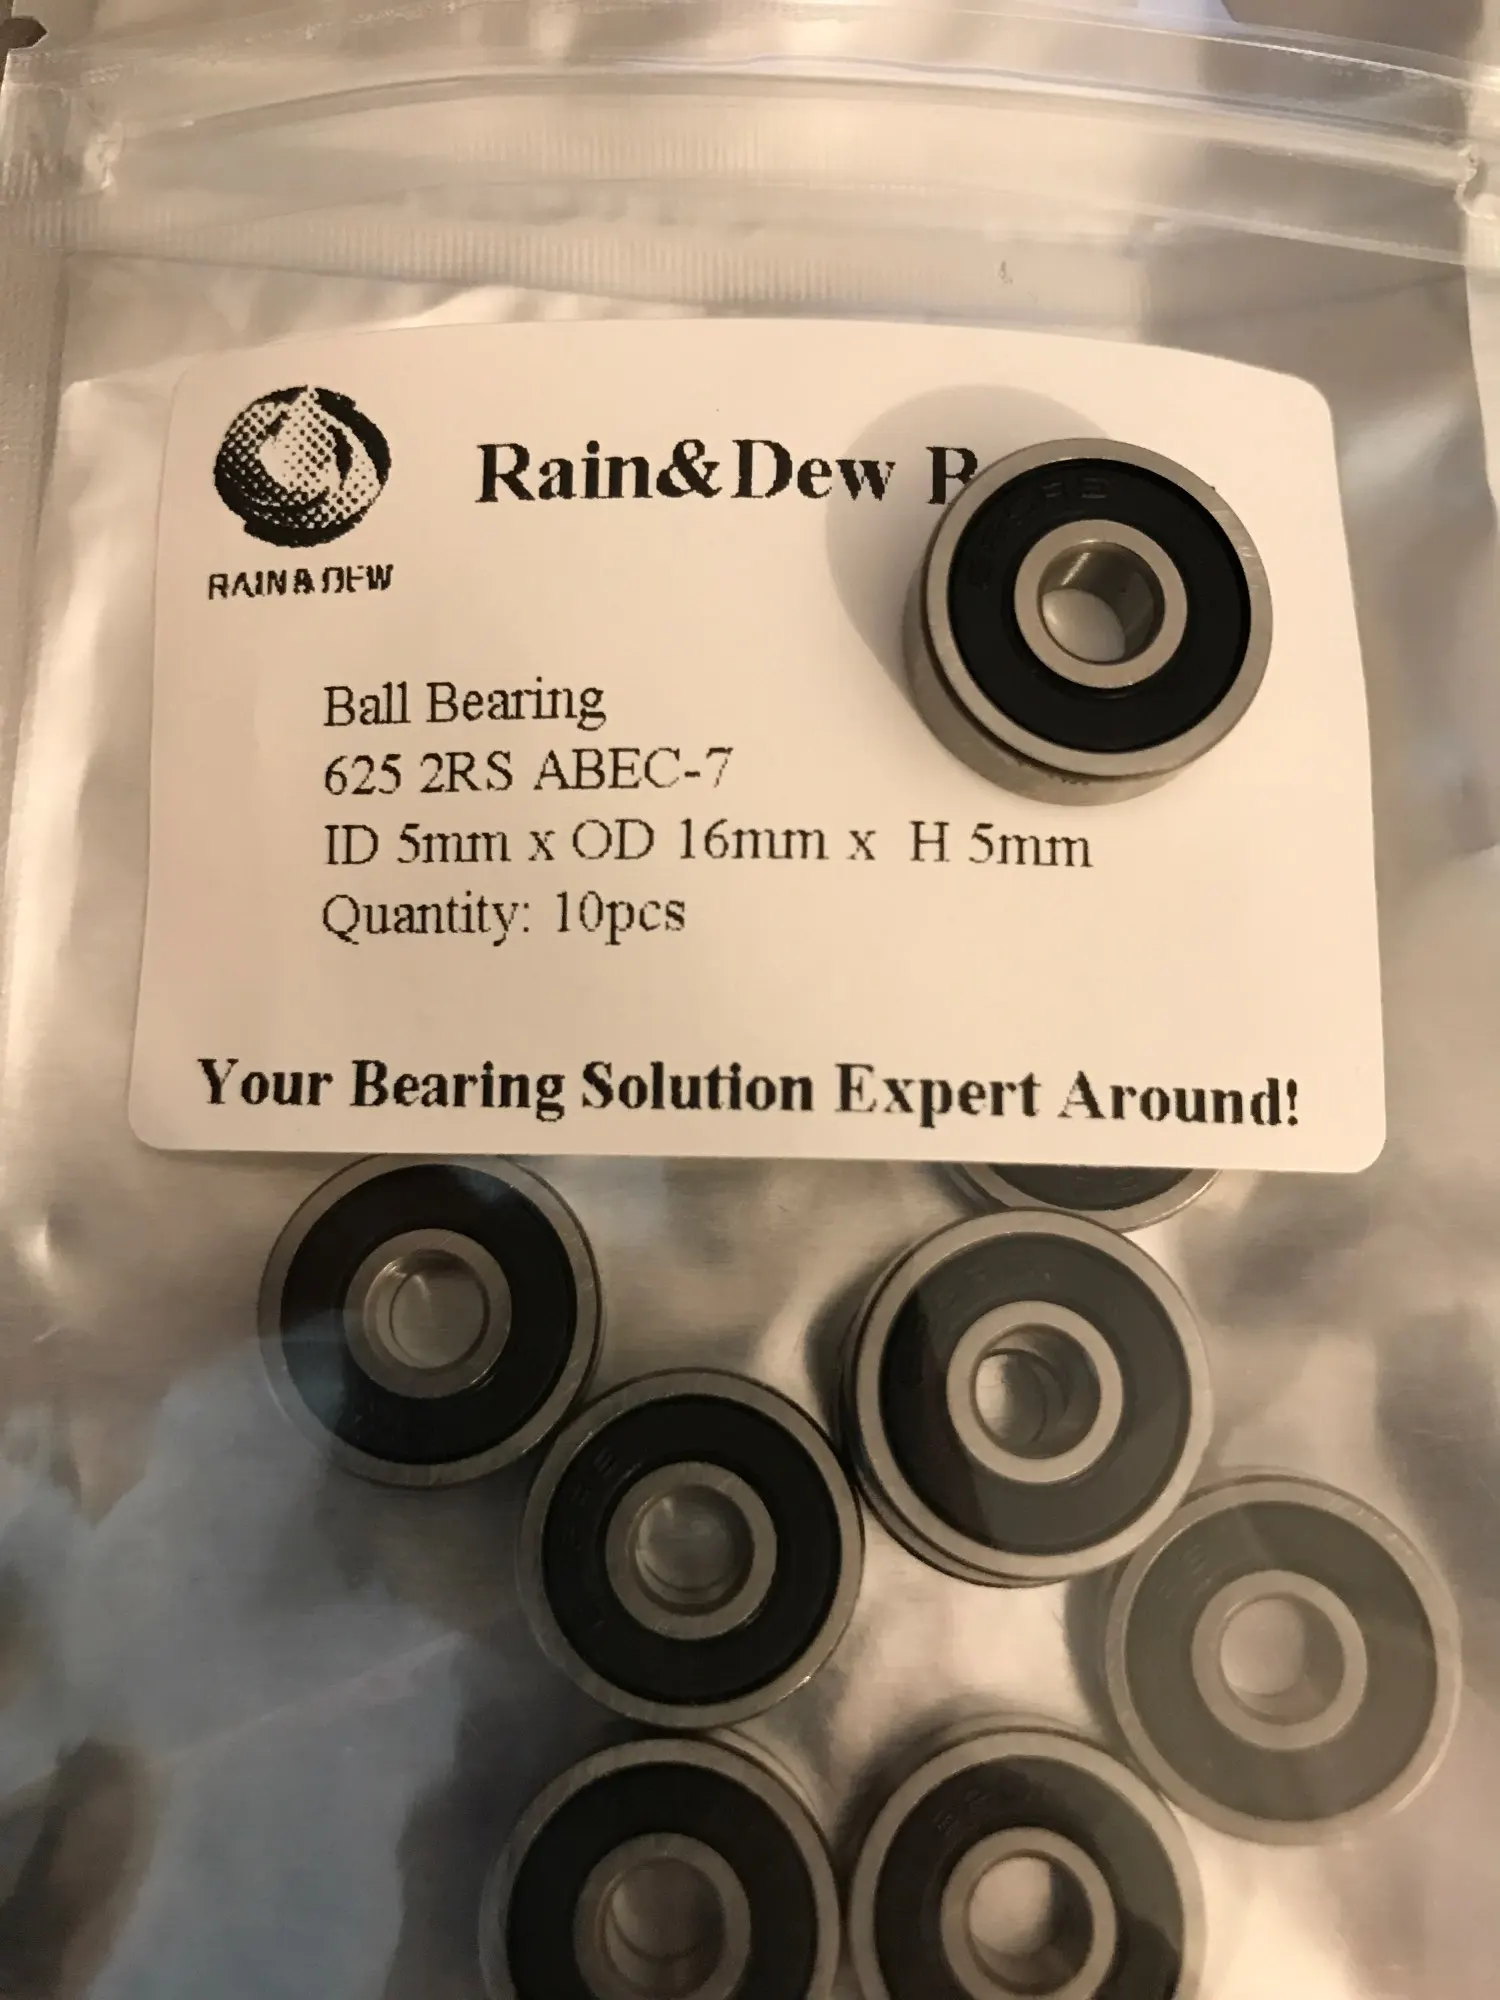 Rain&Dew
RAIN & DEW
Ball Bearing
625 2RS ABEC-7
ID 5mm x OD 16mm x H 5mm
Quantity: 10pcs
Your Bearing Solution Expert Around!